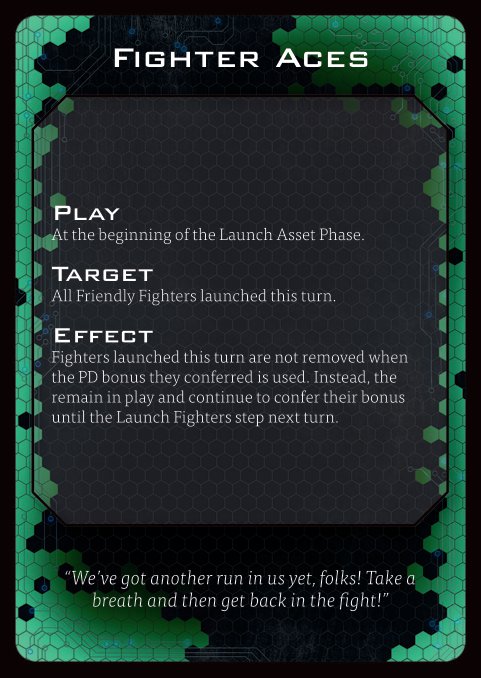 Fighter Aces
Play
At the beginning of the Launch Asset Phase.
Target
All Friendly Fighters launched this turn.
Effect
Fighters launched this turn are not removed when
the PD bonus they conferred is used. Instead, the
remain in play and continue to confer their bonus
until the Launch Fighters step next turn.
“We’ve got another run in us yet, folks! Take a
breath and then get back in the fight!”